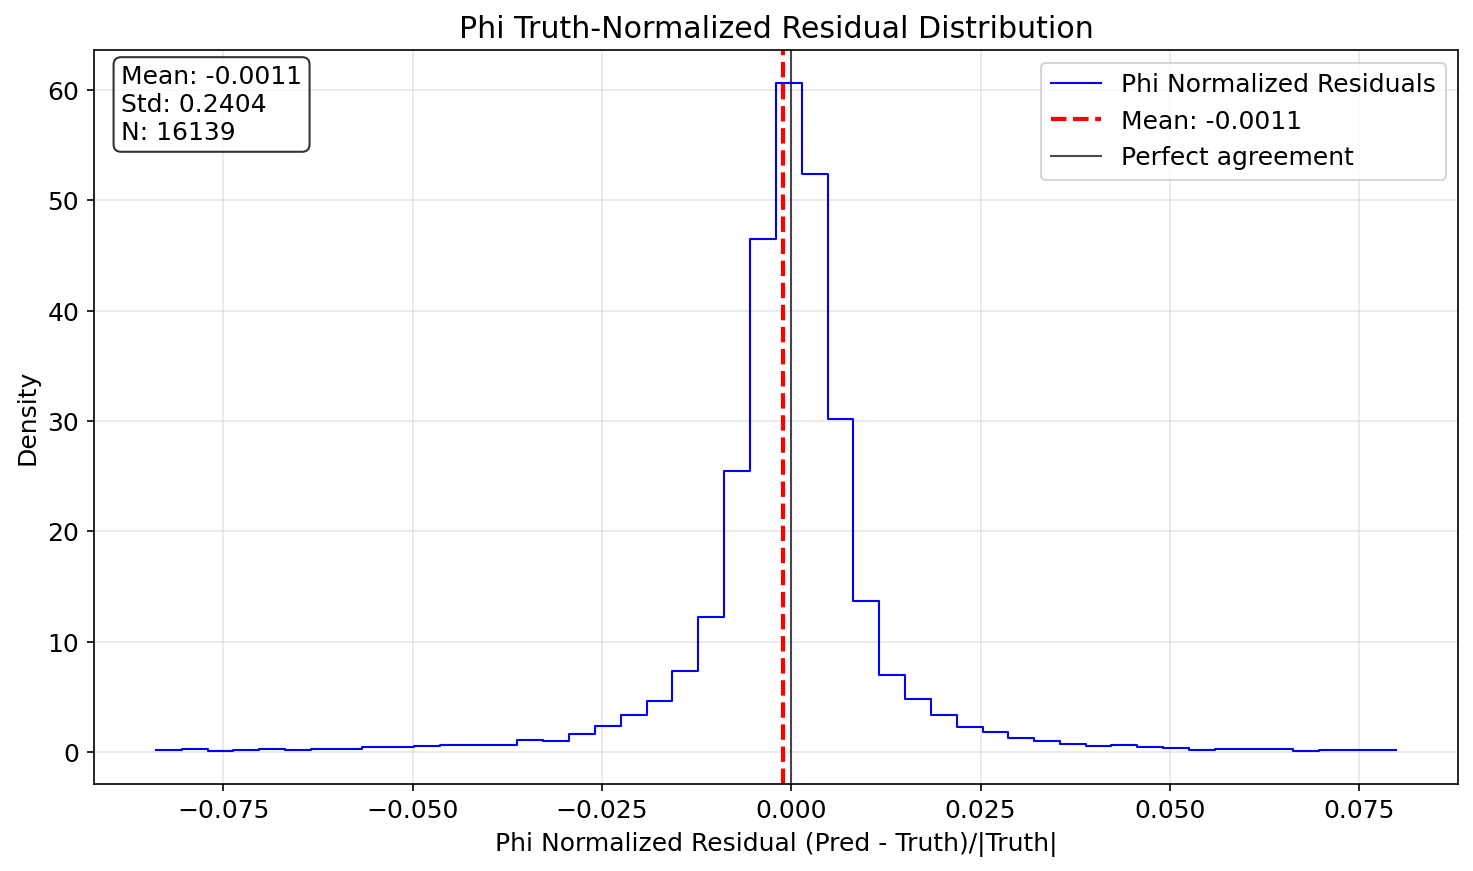 Phi Truth-Normalized Residual Distribution
Mean: -0.0011
Std: 0.2404
N: 16139
Phi Normalized Residuals
Mean: -0.0011
Perfect agreement
60
50
40
30
20
10
0
Density
−0.075
−0.050
−0.025
0.000
0.025
0.050
0.075
Phi Normalized Residual (Pred - Truth)/|Truth|